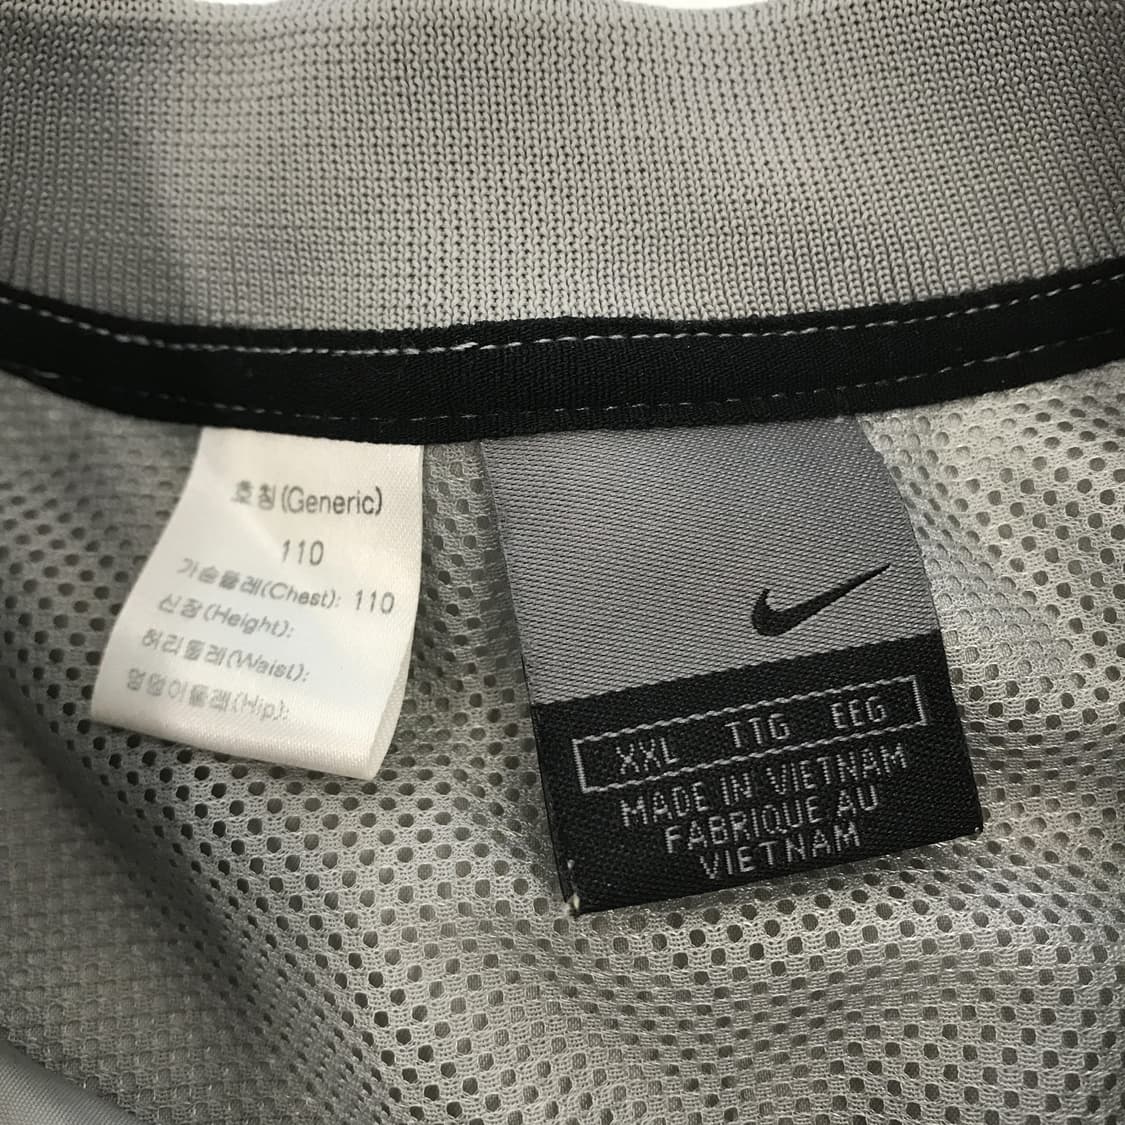 호칭(Generic)
110
가슴둘레(Chest): 110
신장(Height):
허리둘레(Waist):
엉덩이둘레(Hip):
XXL TTG EEG
MADE IN VIETNAM
FABRIQUE AU
VIETNAM